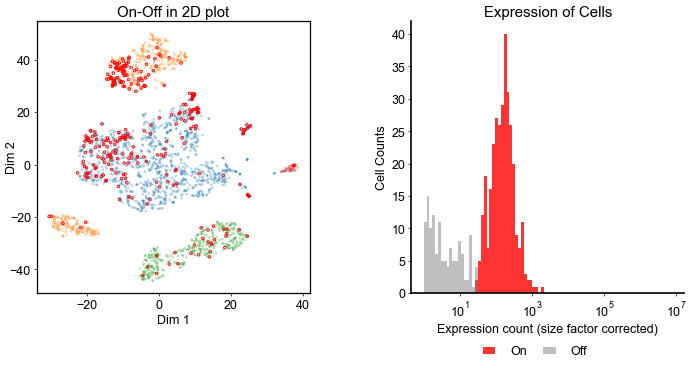 On-Off in 2D plot
Dim 2
40
20
0
−20
−40
−20
0
20
40
Dim 1
Expression of Cells
Cell Counts
40
35
30
25
20
15
10
5
0
10^1
10^3
10^5
10^7
Expression count (size factor corrected)
On
Off